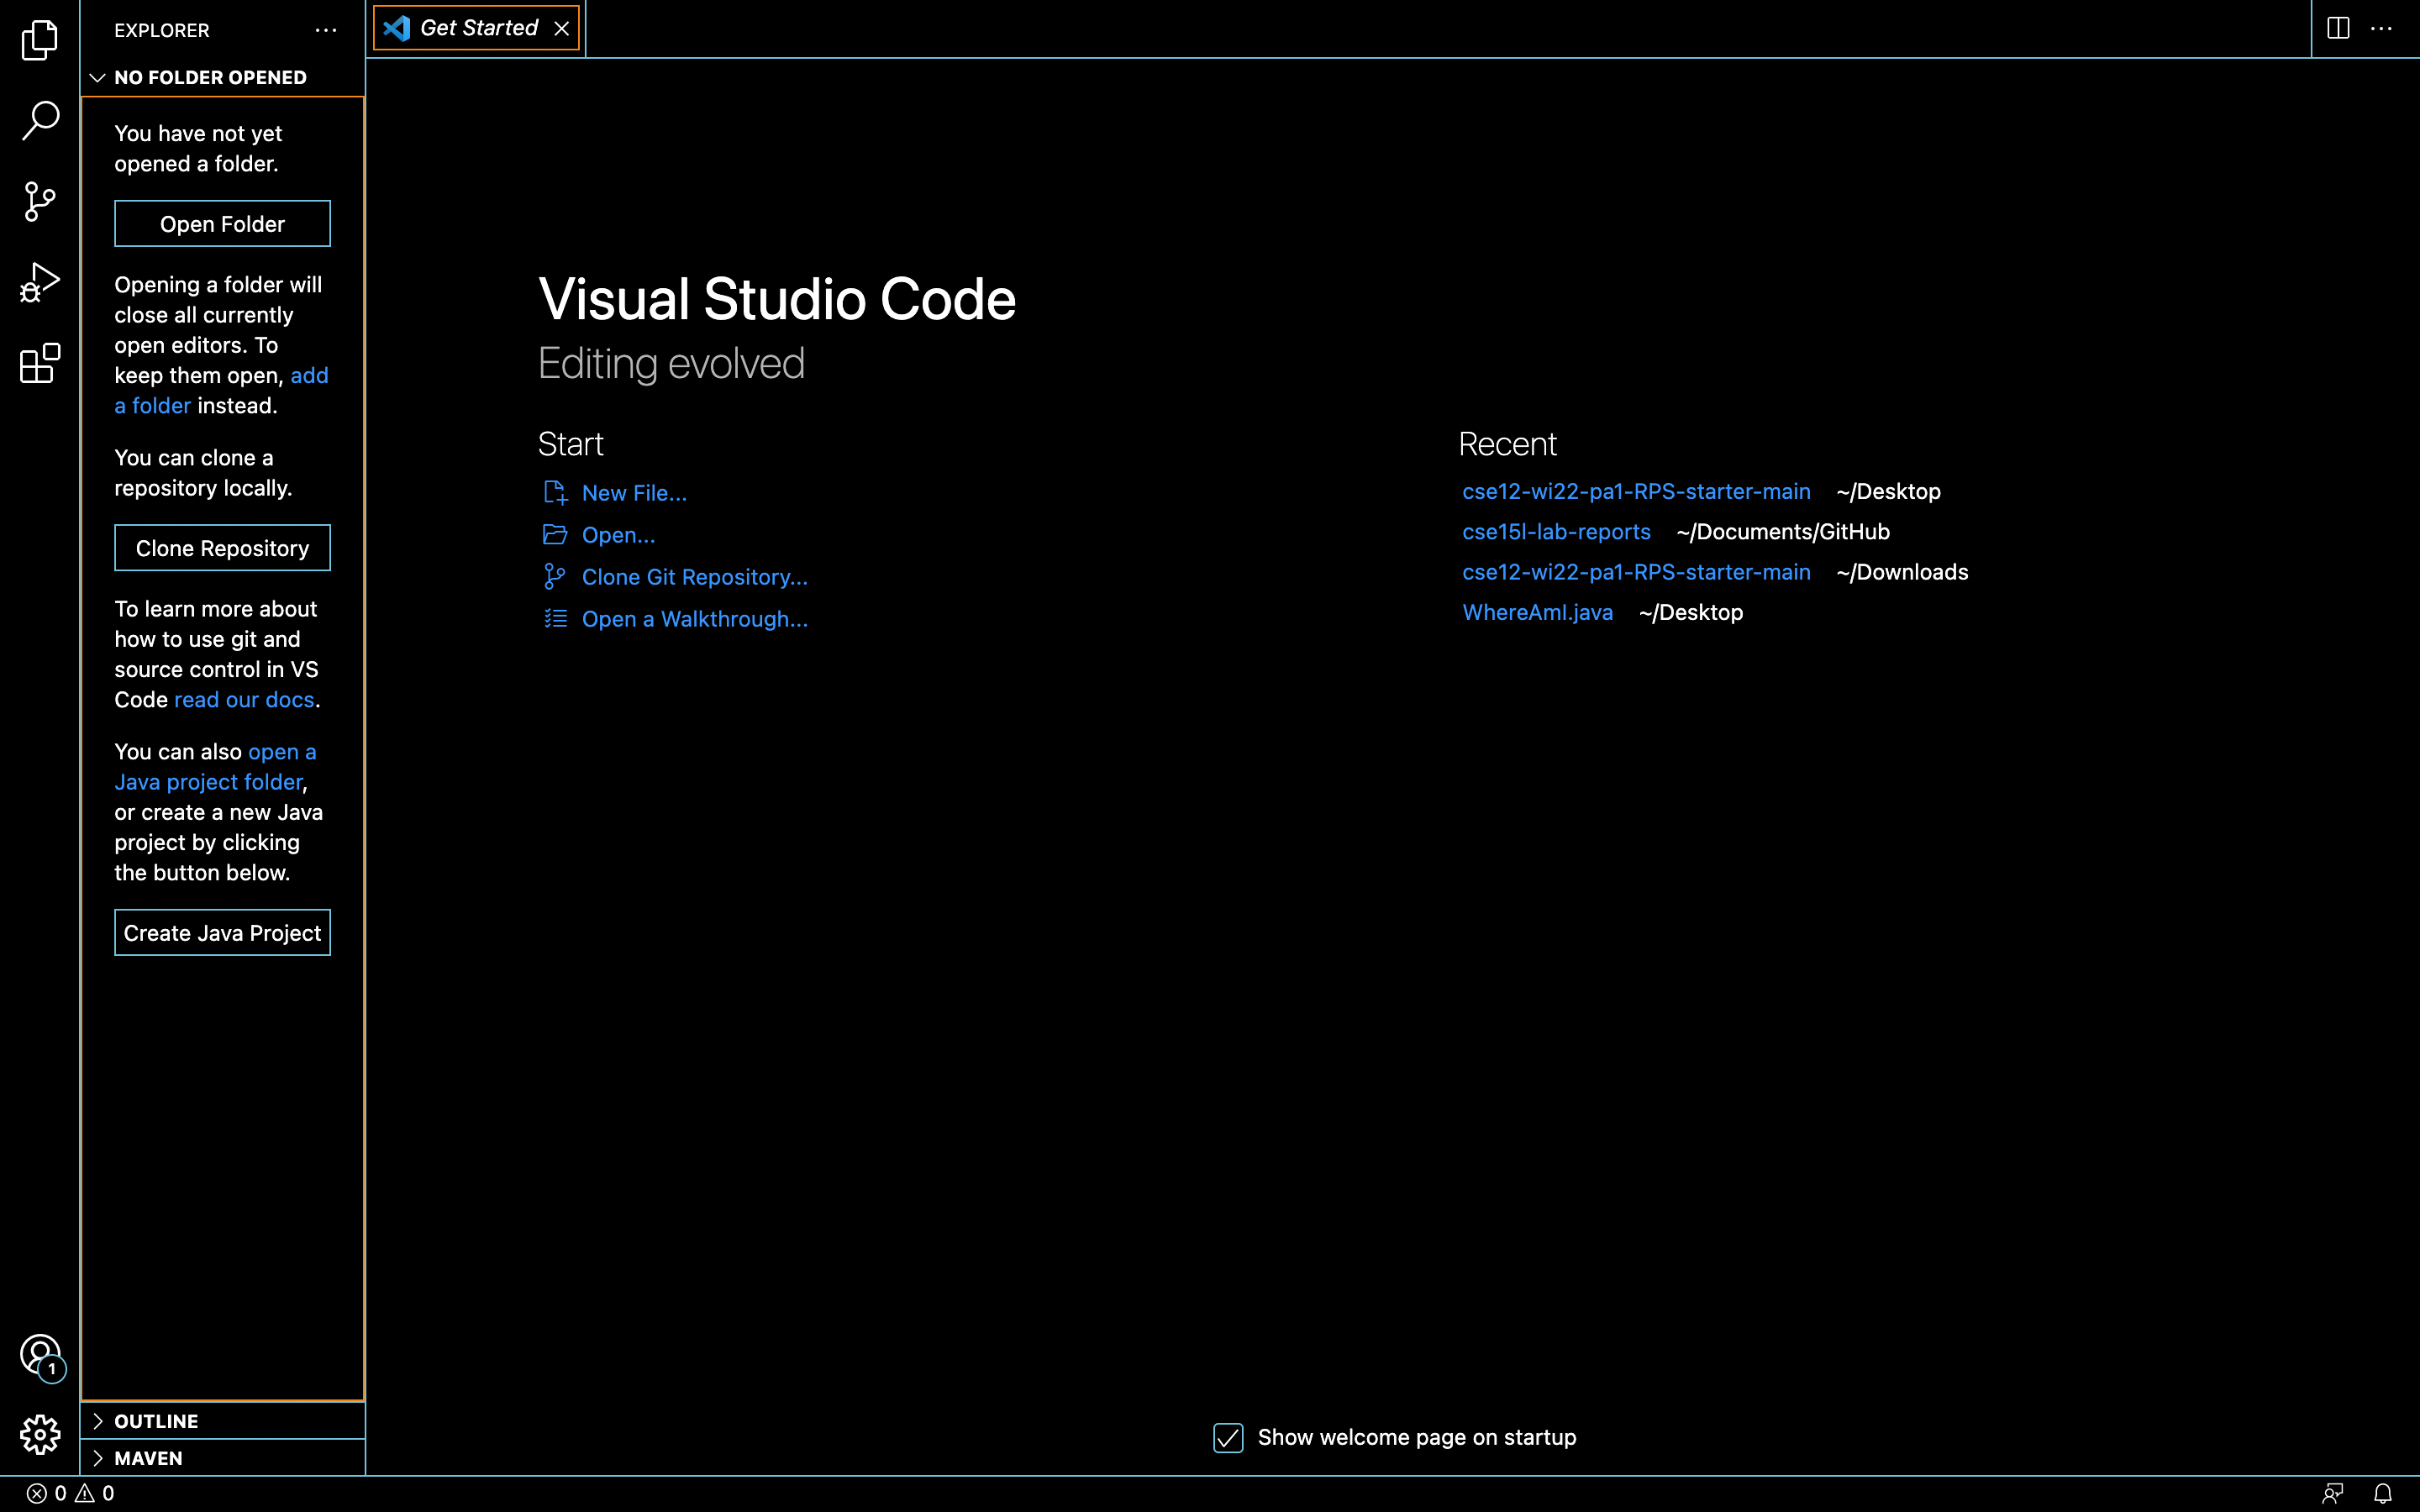 EXPLORER
NO FOLDER OPENED
You have not yet
opened a folder.
Open Folder
Opening a folder will
close all currently
open editors. To
keep them open, add
a folder instead.
You can clone a
repository locally.
Clone Repository
To learn more about
how to use git and
source control in VS
Code read our docs.
You can also open a
Java project folder,
or create a new Java
project by clicking
the button below.
Create Java Project
1
OUTLINE
MAVEN
0 0
Get Started
Visual Studio Code
Editing evolved
Start
New File...
Open...
Clone Git Repository...
Open a Walkthrough...
Recent
cse12-wi22-pa1-RPS-starter-main ~/Desktop
cse15l-lab-reports ~/Documents/GitHub
cse12-wi22-pa1-RPS-starter-main ~/Downloads
WhereAmI.java ~/Desktop
Show welcome page on startup